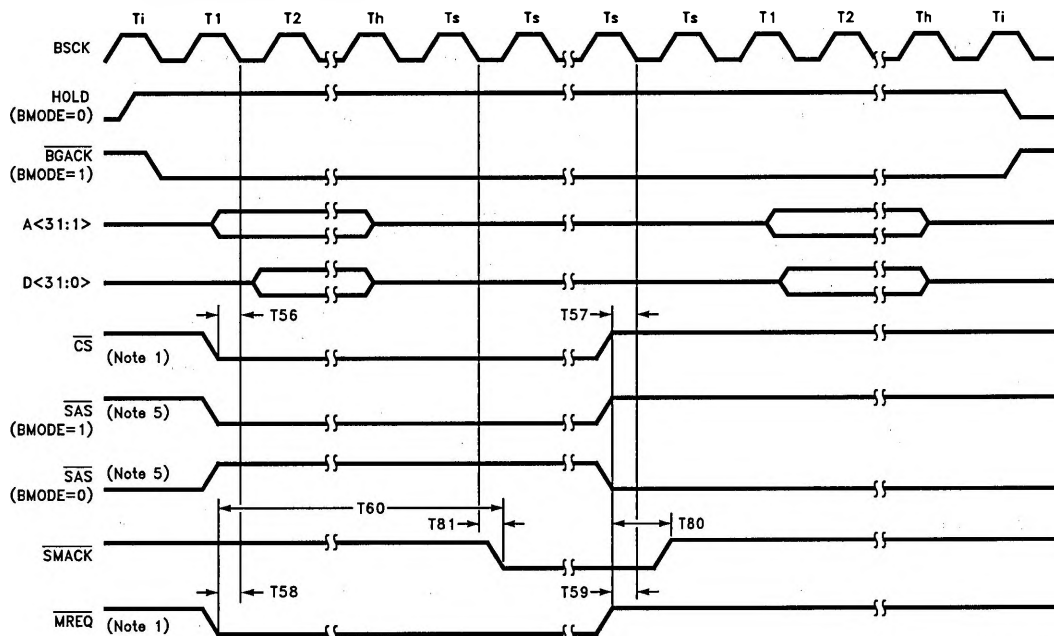 Ti T1 T2 Th Ts Ts Ts Ts T1 T2 Th Ti
BSCK
HOLD
(BMODE=0)
BGACK
(BMODE=1)
A<31:1>
D<31:0>
T56 T57
CS (Note 1)
SAS (Note 5)
(BMODE=1)
SAS (Note 5)
(BMODE=0)
T60
T81 T80
SMACK
T58 T59
MREQ (Note 1)